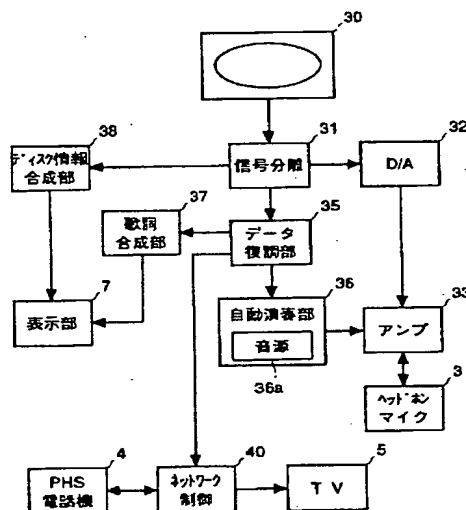 30
38
31
32
ディスク情報
合成部
信号分離
D/A
37
35
歌詞
合成部
データ
復調部
7
36
33
表示部
自動演奏部
音源
アンプ
36a
3
ヘッドホン
マイク
4
40
5
PHS
電話機
ネットワーク
制御
TV